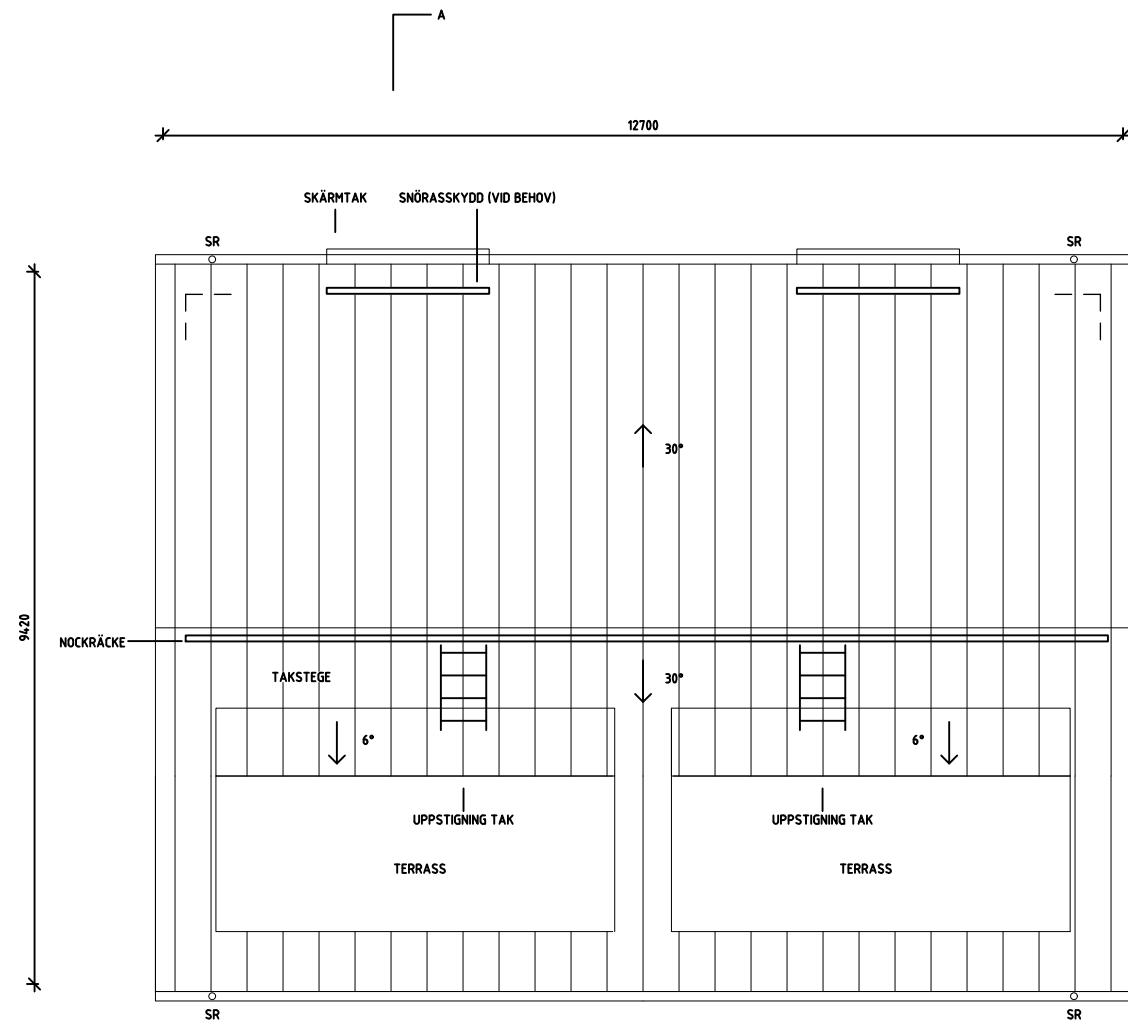 A
12700
SKÄRMTAK
SNÖRASSKYDD (VID BEHOV)
SR
SR
30°
9420
NOCKRÄCKE
TAKSTEGE
30°
6°
6°
UPPSTIGNING TAK
UPPSTIGNING TAK
TERRASS
TERRASS
SR
SR